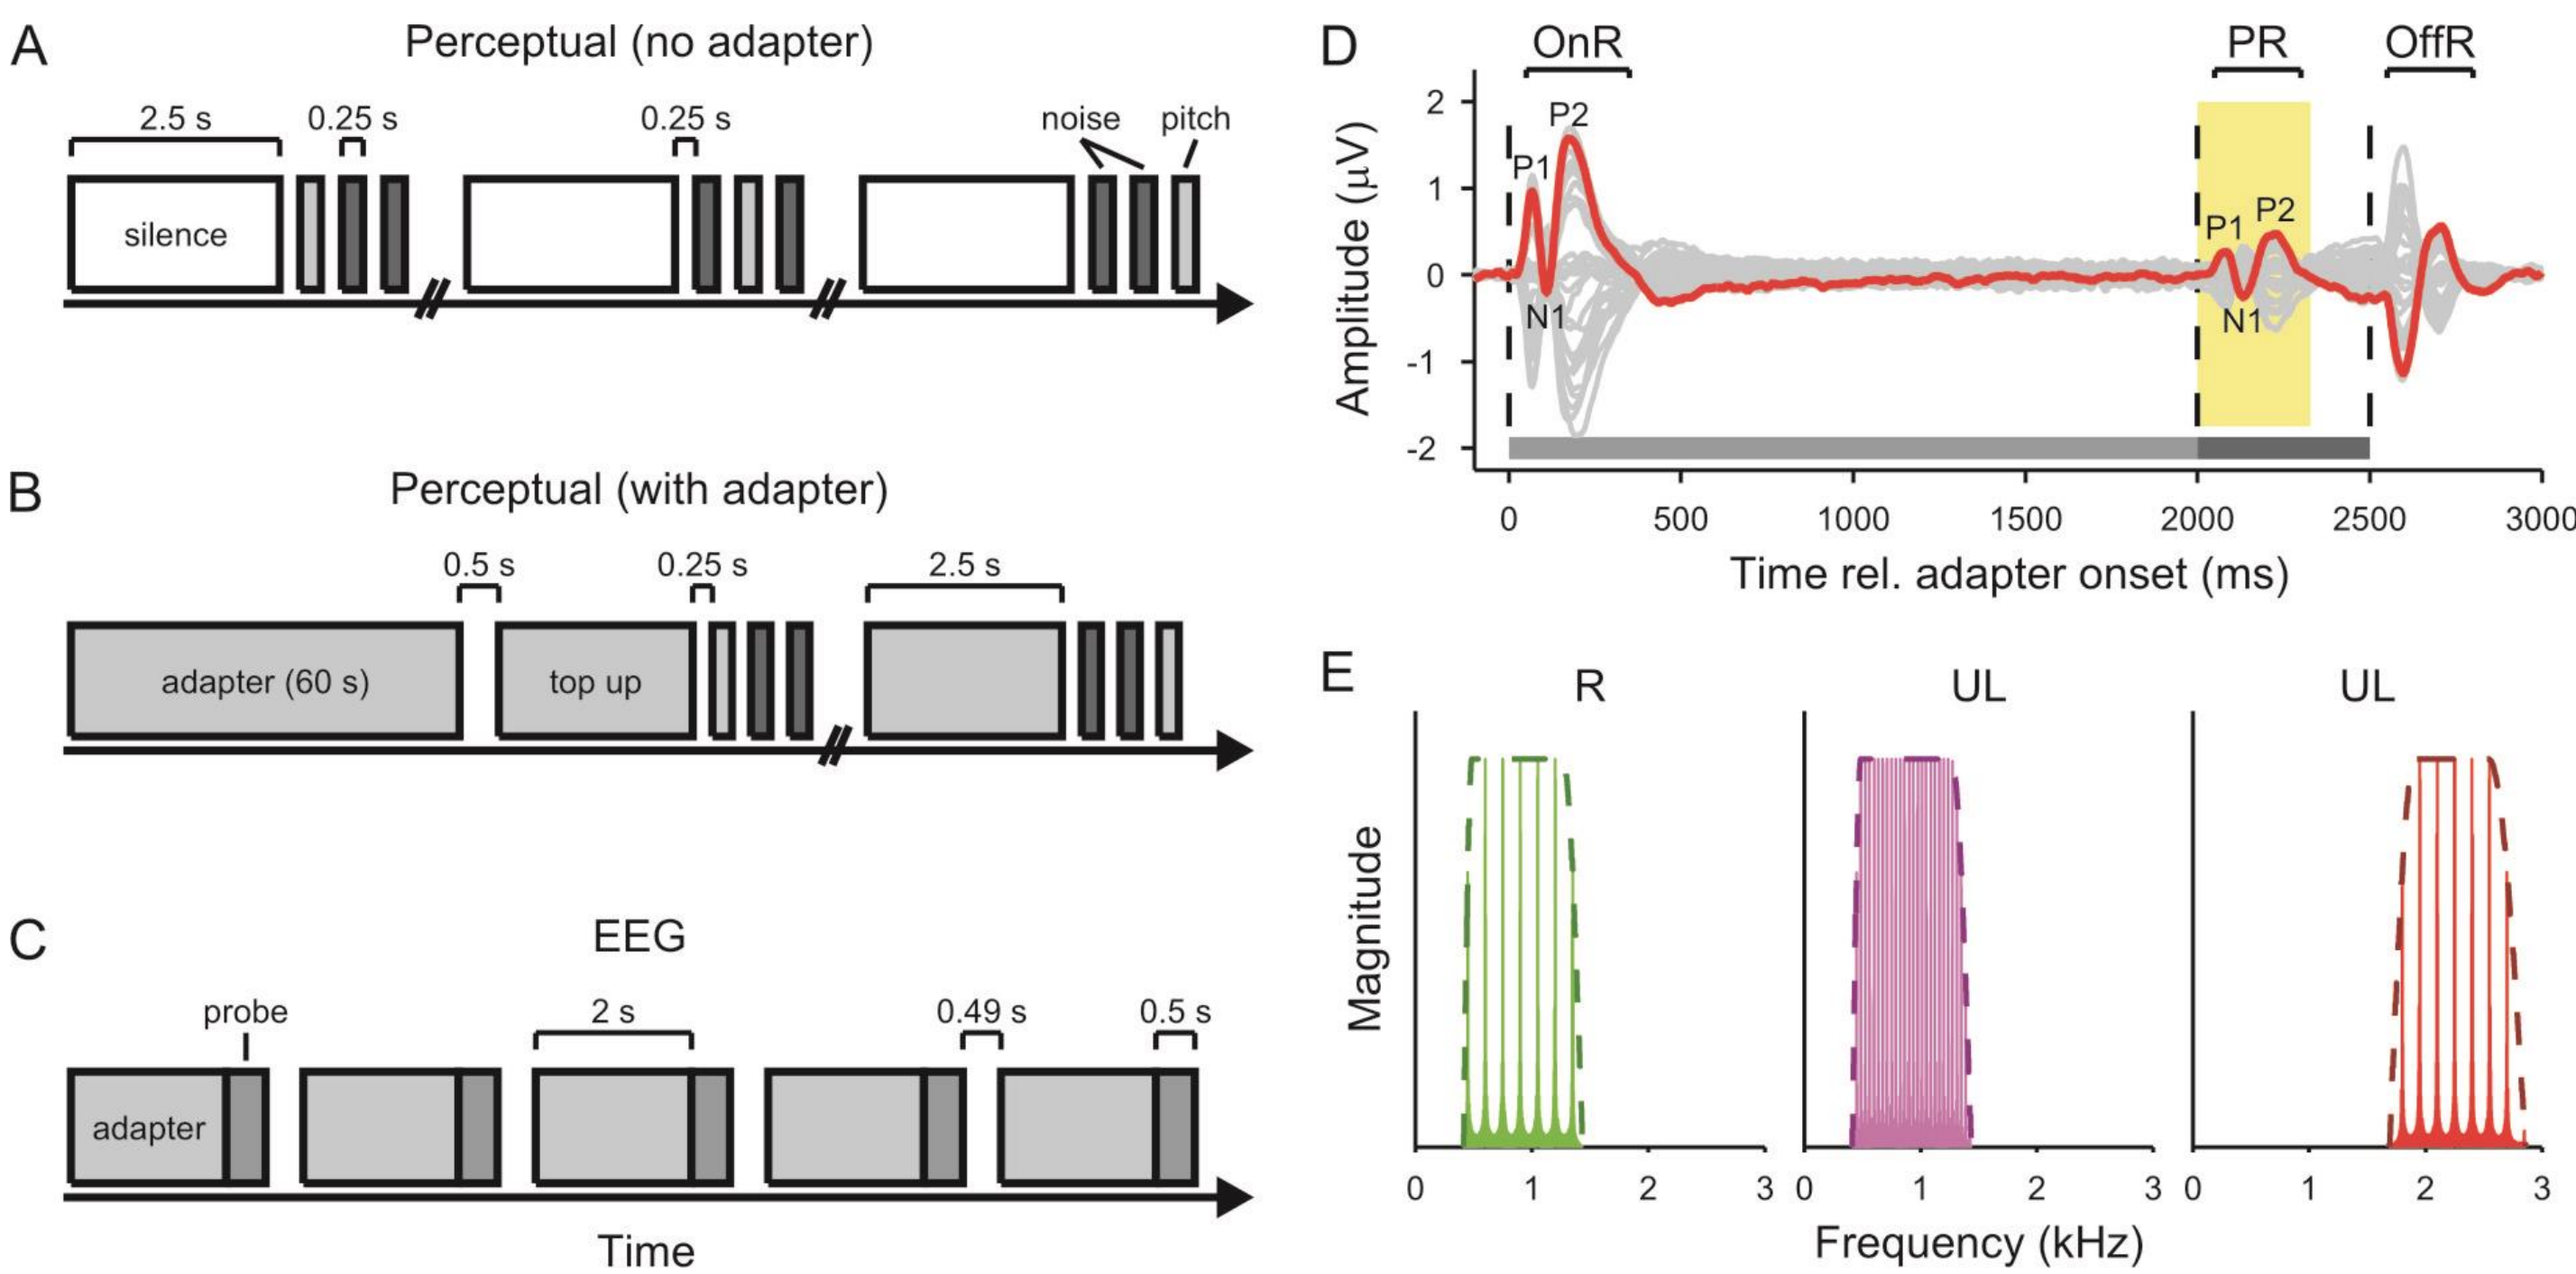 A
Perceptual (no adapter)
2.5 s
0.25 s
0.25 s
noise
pitch
silence
B
Perceptual (with adapter)
0.5 s
0.25 s
2.5 s
adapter (60 s)
top up
C
EEG
probe
2 s
0.49 s
0.5 s
adapter
Time
D
OnR
PR
OffR
2
1
0
-1
-2
Amplitude (μV)
P1
P2
N1
P1
P2
N1
0 500 1000 1500 2000 2500 3000
Time rel. adapter onset (ms)
E
R
UL
UL
Magnitude
0 1 2 3
0 1 2 3
0 1 2 3
Frequency (kHz)